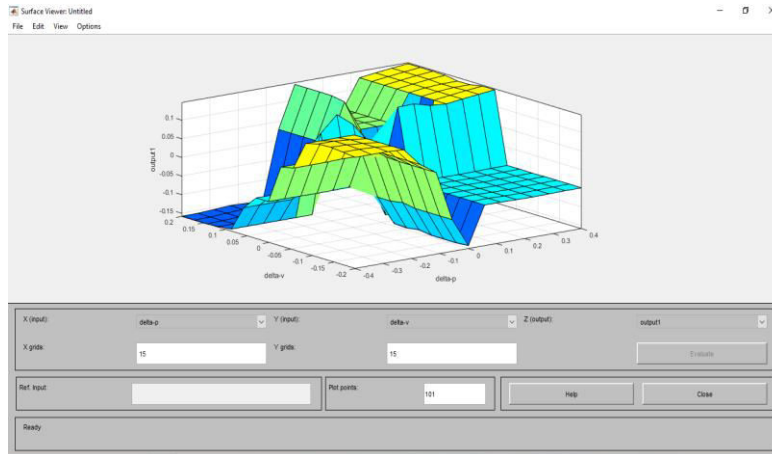 Surface Viewer: Untitled
File Edit View Options
0.1
0.05
0
-0.05
-0.1
-0.15
output1
0.2
0.15
0.1
0.05
0
-0.05
-0.1
-0.15
-0.2
delta-v
-0.4
-0.3
-0.2
-0.1
0
0.1
0.2
0.3
0.4
delta-p
X (input): delta-p Y (input): delta-v Z (output): output1
X grids: 15 Y grids: 15 Evaluate
Ref. Input: Plot points: 101 Help Close
Ready